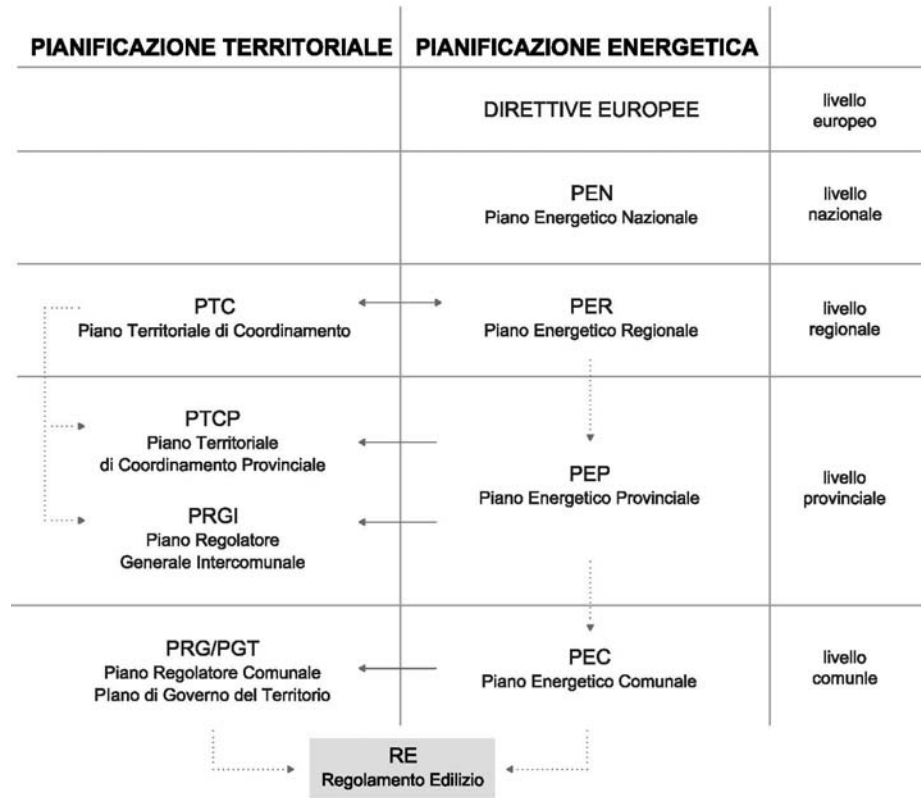 PIANIFICAZIONE TERRITORIALE
PIANIFICAZIONE ENERGETICA
DIRETTIVE EUROPEE
livello
europeo
PEN
Piano Energetico Nazionale
livello
nazionale
PTC
Piano Territoriale di Coordinamento
PER
Piano Energetico Regionale
livello
regionale
PTCP
Piano Territoriale
di Coordinamento Provinciale
PRGI
Piano Regolatore
Generale Intercomunale
PEP
Piano Energetico Provinciale
livello
provinciale
PRG/PGT
Piano Regolatore Comunale
Plano di Governo del Territorio
PEC
Piano Energetico Comunale
livello
comunle
RE
Regolamento Edilizio